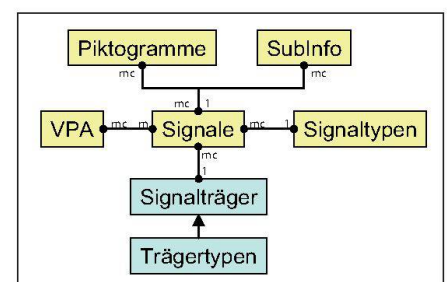 Piktogramme SubInfo
mc mc
mc 1
VPA mc m Signale mc 1 Signaltypen
mc
1
Signalträger
Trägertypen